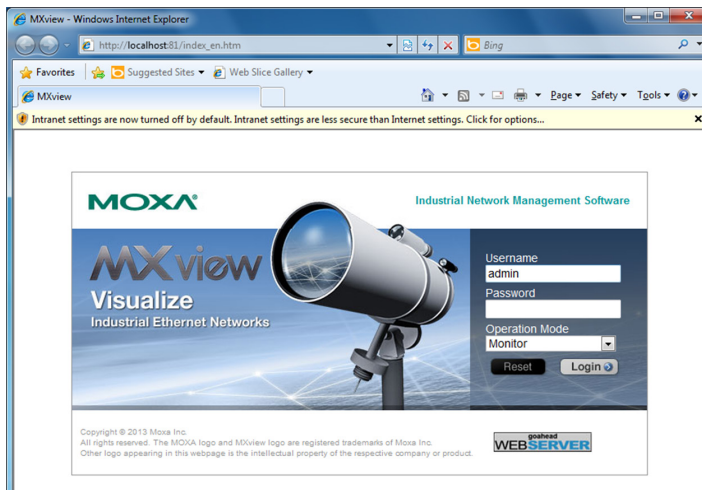 MXview - Windows Internet Explorer
http://localhost:81/index_en.htm
Bing
Favorites Suggested Sites Web Slice Gallery
MXview Page Safety Tools
Intranet settings are now turned off by default. Intranet settings are less secure than Internet settings. Click for options...
MOXA®
Industrial Network Management Software
MXview
Visualize
Industrial Ethernet Networks
Username
admin
Password
Operation Mode
Monitor
Reset Login
Copyright © 2013 Moxa Inc.
All rights reserved. The MOXA logo and MXview logo are registered trademarks of Moxa Inc.
Other logo appearing in this webpage is the intellectual property of the respective company or product.
goahead
WEBSERVER